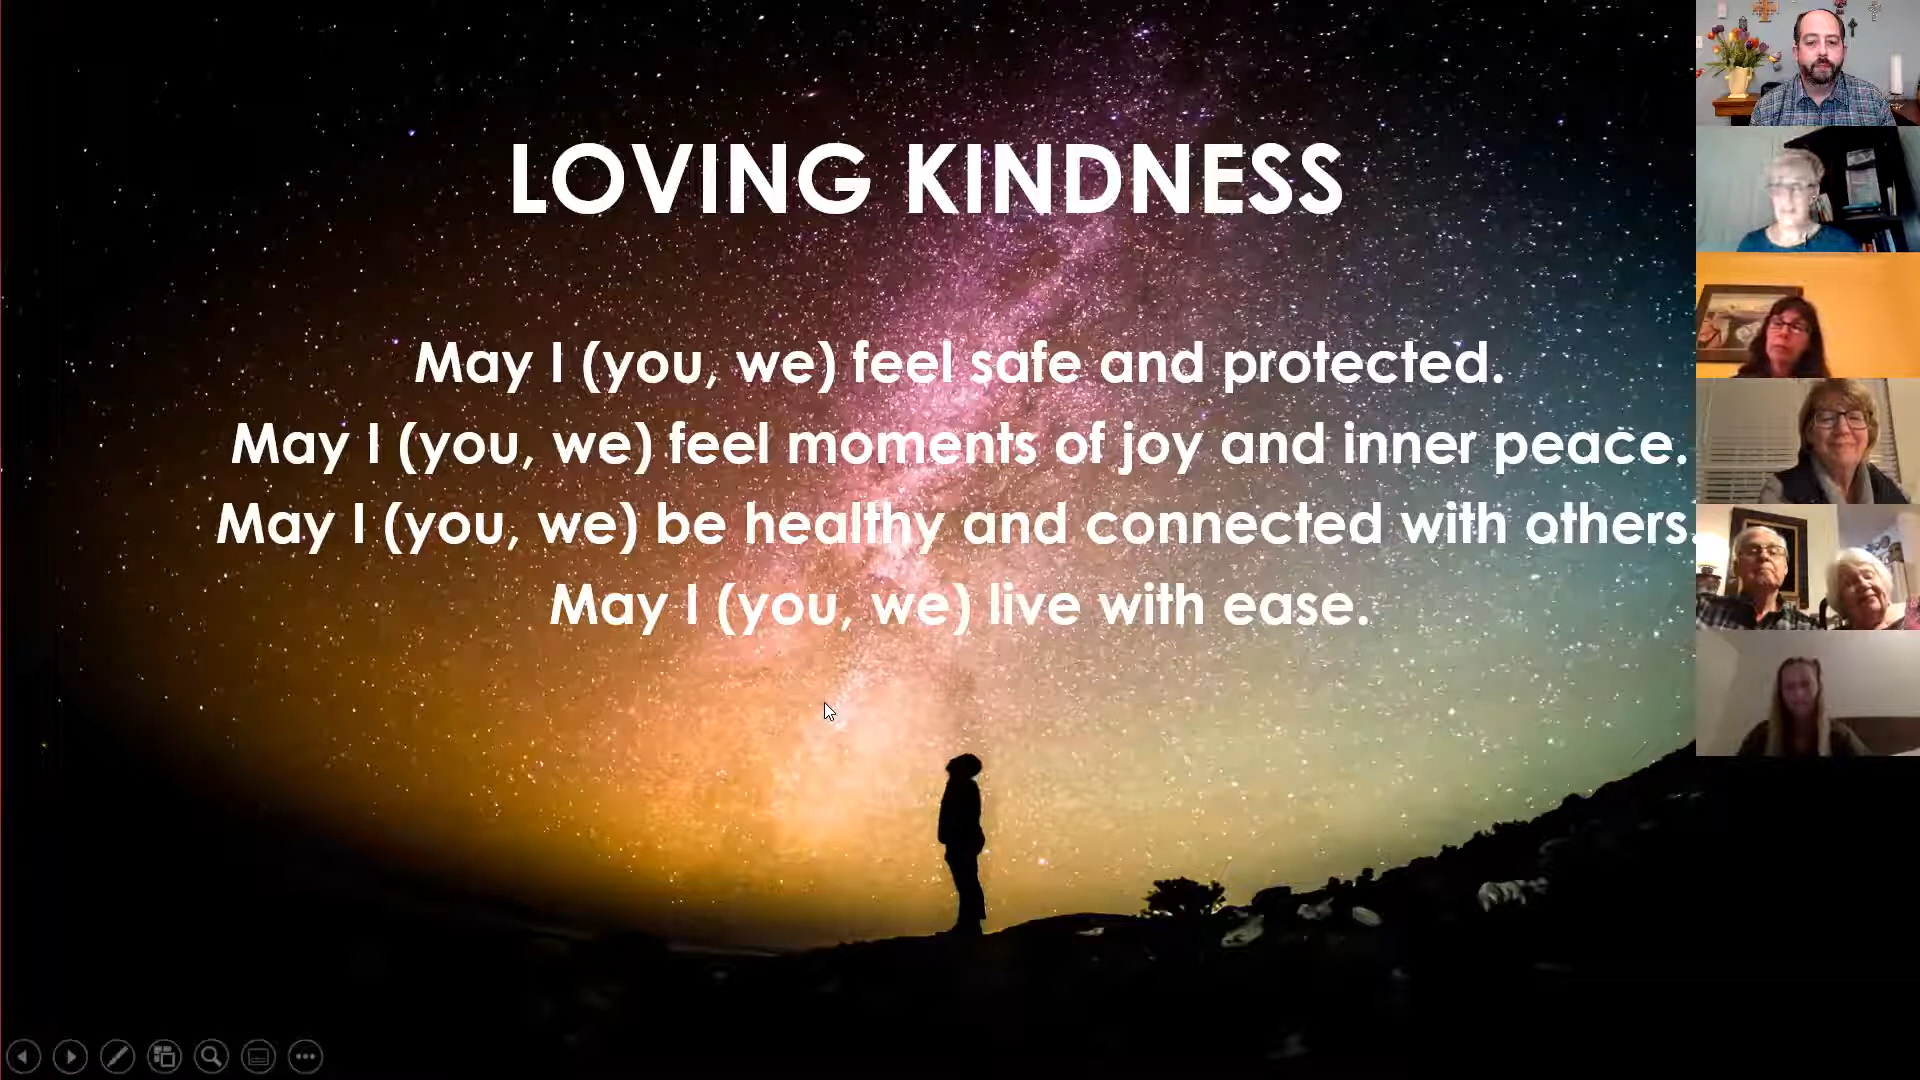 LOVING KINDNESS
May I (you, we) feel safe and protected.
May I (you, we) feel moments of joy and inner peace.
May I (you, we) be healthy and connected with others.
May I (you, we) live with ease.